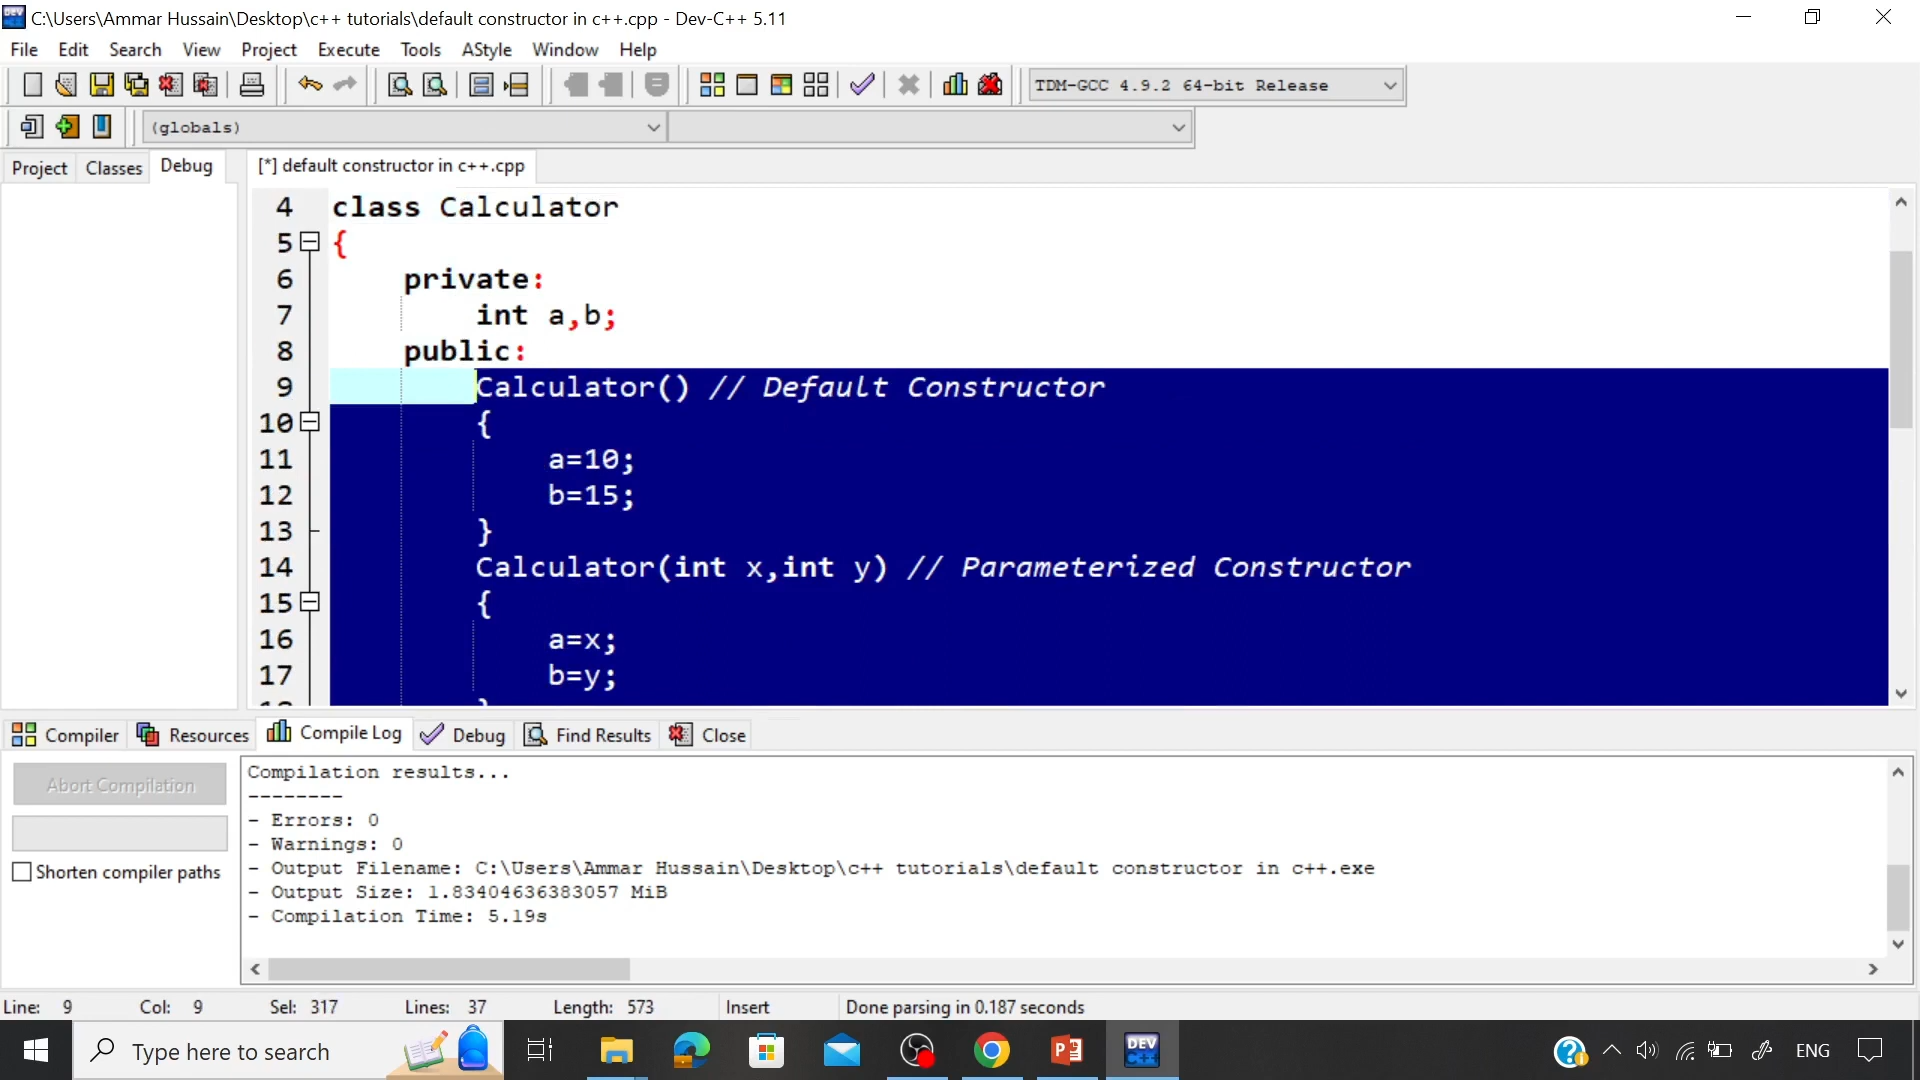 C:\Users\Ammar Hussain\Desktop\c++ tutorials\default constructor in c++.cpp - Dev-C++ 5.11
File Edit Search View Project Execute Tools AStyle Window Help
TDM-GCC 4.9.2 64-bit Release
(globals)
Project Classes Debug
[*] default constructor in c++.cpp
4 class Calculator
5 {
6 private:
7 int a,b;
8 public:
9 Calculator() // Default Constructor
10 {
11 a=10;
12 b=15;
13 }
14 Calculator(int x,int y) // Parameterized Constructor
15 {
16 a=x;
17 b=y;
Compiler Resources Compile Log Debug Find Results Close
Abort Compilation
Shorten compiler paths
Compilation results...
--------
- Errors: 0
- Warnings: 0
- Output Filename: C:\Users\Ammar Hussain\Desktop\c++ tutorials\default constructor in c++.exe
- Output Size: 1.83404636383057 MiB
- Compilation Time: 5.19s
Line: 9 Col: 9 Sel: 317 Lines: 37 Length: 573 Insert Done parsing in 0.187 seconds
Type here to search
DEV C++
ENG